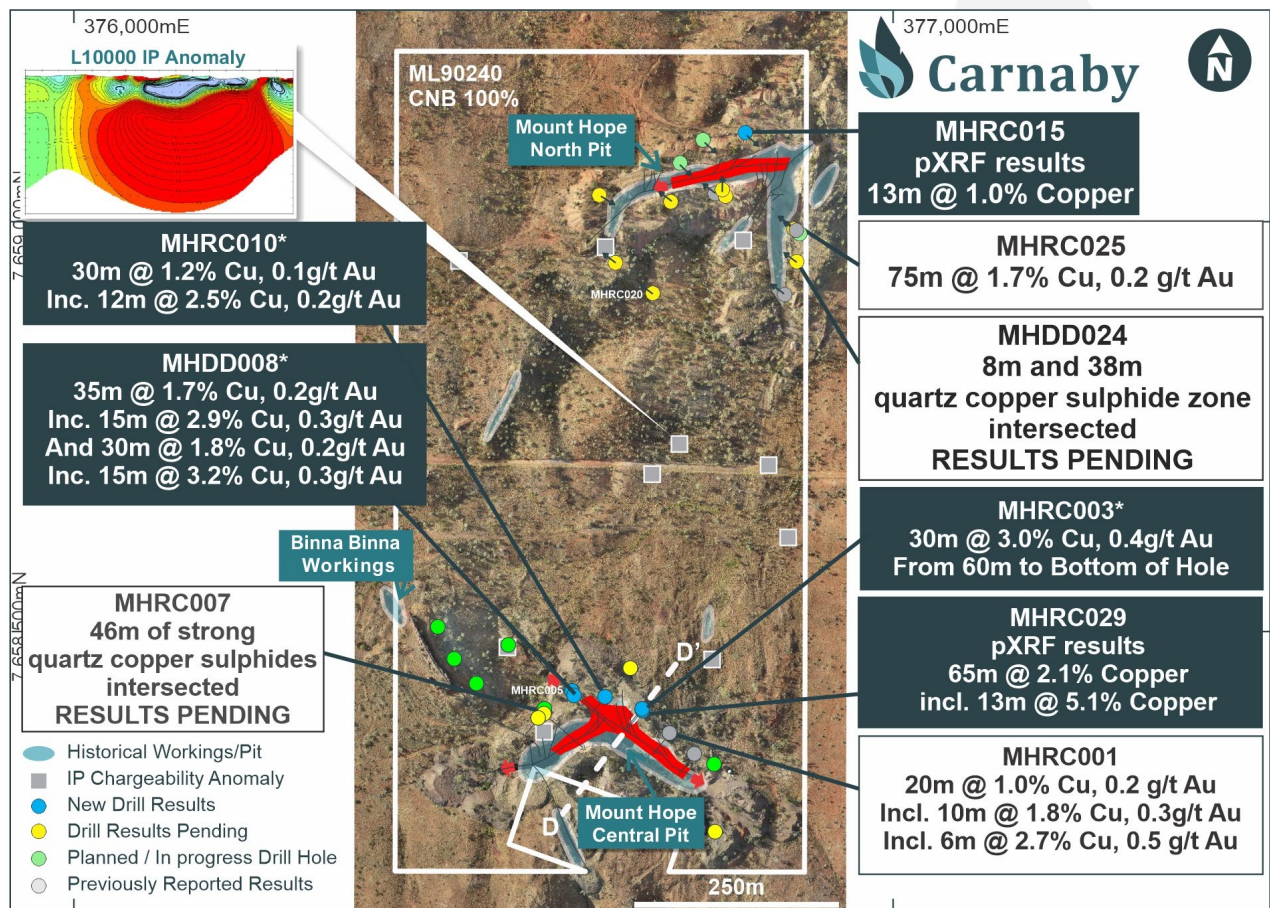 376,000mE
377,000mE
L10000 IP Anomaly
ML90240
CNB 100%
Carnaby
N
Mount Hope
North Pit
MHRC015
pXRF results
13m @ 1.0% Copper
7,659,000mN
MHRC010*
30m @ 1.2% Cu, 0.1g/t Au
Inc. 12m @ 2.5% Cu, 0.2g/t Au
MHRC025
75m @ 1.7% Cu, 0.2 g/t Au
MHRC020
MHDD024
8m and 38m
quartz copper sulphide zone
intersected
RESULTS PENDING
MHDD008*
35m @ 1.7% Cu, 0.2g/t Au
Inc. 15m @ 2.9% Cu, 0.3g/t Au
And 30m @ 1.8% Cu, 0.2g/t Au
Inc. 15m @ 3.2% Cu, 0.3g/t Au
MHRC003*
30m @ 3.0% Cu, 0.4g/t Au
From 60m to Bottom of Hole
Binna Binna
Workings
7,658,500mN
MHRC007
46m of strong
quartz copper sulphides
intersected
RESULTS PENDING
MHRC029
pXRF results
65m @ 2.1% Copper
incl. 13m @ 5.1% Copper
D'
MHRC005
MHRC001
20m @ 1.0% Cu, 0.2 g/t Au
Incl. 10m @ 1.8% Cu, 0.3g/t Au
Incl. 6m @ 2.7% Cu, 0.5 g/t Au
D
Mount Hope
Central Pit
Historical Workings/Pit
IP Chargeability Anomaly
New Drill Results
Drill Results Pending
Planned / In progress Drill Hole
Previously Reported Results
250m